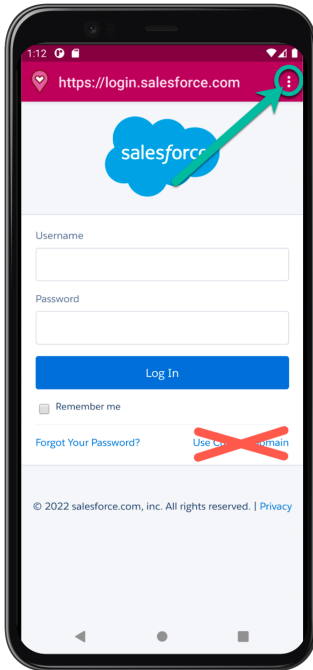 1:12
https://login.salesforce.com
salesforce
Username
Password
Log In
Remember me
Forgot Your Password?
Use omain
© 2022 salesforce.com, inc. All rights reserved. | Privacy